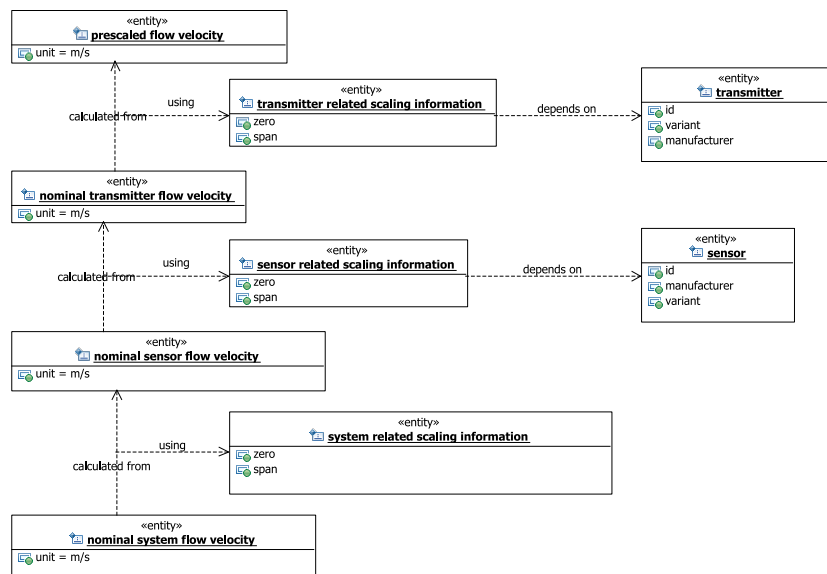 «entity»
prescaled flow velocity
unit = m/s
«entity»
transmitter related scaling information
zero
span
«entity»
transmitter
id
variant
manufacturer
using
depends on
calculated from
«entity»
nominal transmitter flow velocity
unit = m/s
«entity»
sensor related scaling information
zero
span
«entity»
sensor
id
manufacturer
variant
using
depends on
calculated from
«entity»
nominal sensor flow velocity
unit = m/s
«entity»
system related scaling information
zero
span
using
calculated from
«entity»
nominal system flow velocity
unit = m/s